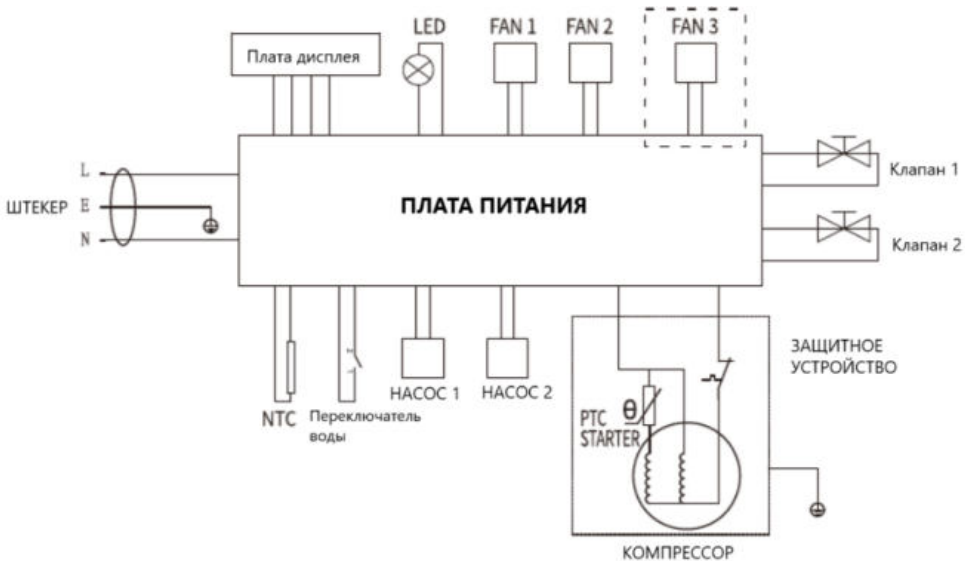 LED
FAN 1
FAN 2
FAN 3
Плата дисплея
L
ШТЕКЕР E
N
ПЛАТА ПИТАНИЯ
Клапан 1
Клапан 2
ЗАЩИТНОЕ
УСТРОЙСТВО
НАСОС 1
НАСОС 2
NTC
Переключатель
воды
θ
PTC
STARTER
КОМПРЕССОР